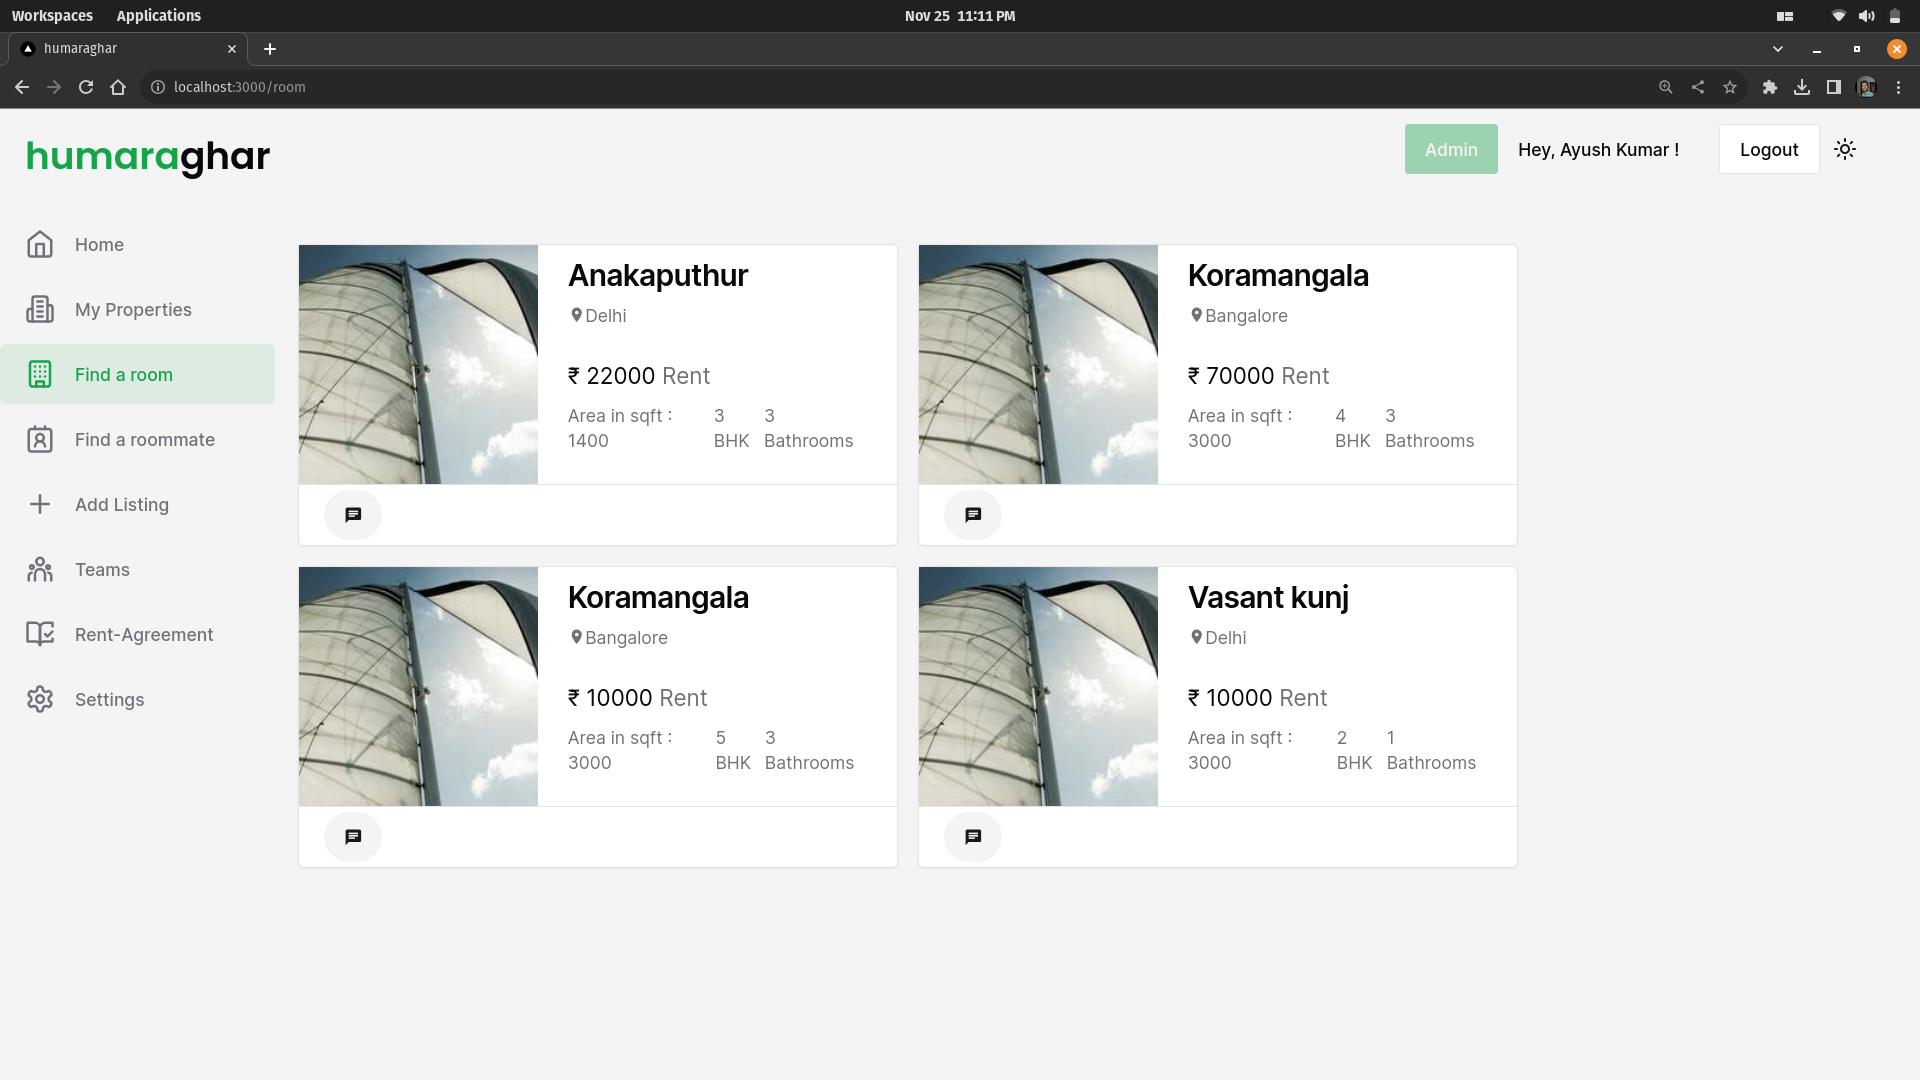 Workspaces Applications Nov 25 11:11 PM
humaraghar
localhost:3000/room
humaraghar
Admin Hey, Ayush Kumar ! Logout
Home
My Properties
Find a room
Find a roommate
Add Listing
Teams
Rent-Agreement
Settings
Anakaputhur
Delhi
₹ 22000 Rent
Area in sqft : 3 3
1400 BHK Bathrooms
Koramangala
Bangalore
₹ 70000 Rent
Area in sqft : 4 3
3000 BHK Bathrooms
Koramangala
Bangalore
₹ 10000 Rent
Area in sqft : 5 3
3000 BHK Bathrooms
Vasant kunj
Delhi
₹ 10000 Rent
Area in sqft : 2 1
3000 BHK Bathrooms